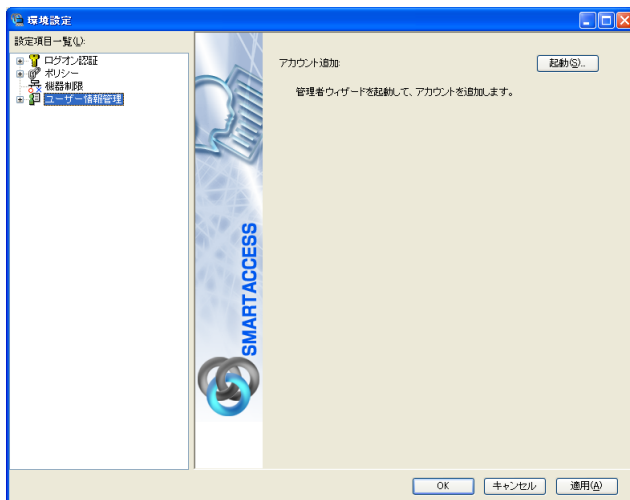 環境設定
設定項目一覧(L):
ログオン認証
ポリシー
機器制限
ユーザー情報管理
SMARTACCESS
アカウント追加:
起動(S)...
管理者ウィザードを起動して、アカウントを追加します。
OK
キャンセル
適用(A)